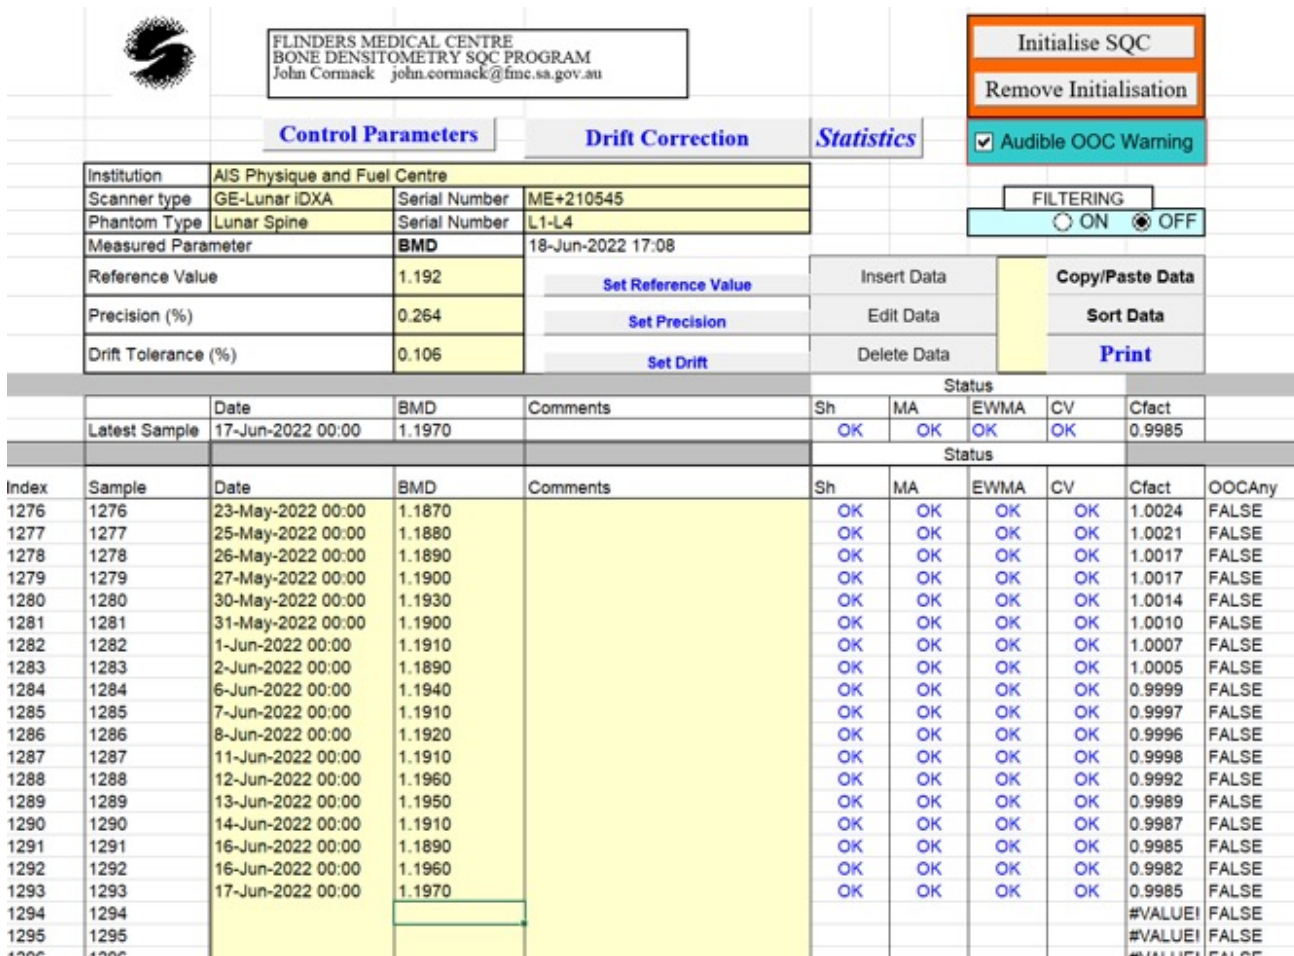 FLINDERS MEDICAL CENTRE
BONE DENSITOMETRY SQC PROGRAM
John Cormack john.cormack@fmc.sa.gov.au
Initialise SQC
Remove Initialisation
Control Parameters
Drift Correction
Statistics
Audible OOC Warning
Institution AIS Physique and Fuel Centre
Scanner type GE-Lunar iDXA Serial Number ME+210545
Phantom Type Lunar Spine Serial Number L1-L4
FILTERING
ON OFF
Measured Parameter BMD 18-Jun-2022 17:08
Reference Value 1.192 Set Reference Value Insert Data Copy/Paste Data
Precision (%) 0.264 Set Precision Edit Data Sort Data
Drift Tolerance (%) 0.106 Set Drift Delete Data Print
Status
Date BMD Comments Sh MA EWMA CV Cfact
Latest Sample 17-Jun-2022 00:00 1.1970 OK OK OK OK 0.9985
Status
Index Sample Date BMD Comments Sh MA EWMA CV Cfact OOCAny
1276 1276 23-May-2022 00:00 1.1870 OK OK OK OK 1.0024 FALSE
1277 1277 25-May-2022 00:00 1.1880 OK OK OK OK 1.0021 FALSE
1278 1278 26-May-2022 00:00 1.1890 OK OK OK OK 1.0017 FALSE
1279 1279 27-May-2022 00:00 1.1900 OK OK OK OK 1.0017 FALSE
1280 1280 30-May-2022 00:00 1.1930 OK OK OK OK 1.0014 FALSE
1281 1281 31-May-2022 00:00 1.1900 OK OK OK OK 1.0010 FALSE
1282 1282 1-Jun-2022 00:00 1.1910 OK OK OK OK 1.0007 FALSE
1283 1283 2-Jun-2022 00:00 1.1890 OK OK OK OK 1.0005 FALSE
1284 1284 6-Jun-2022 00:00 1.1940 OK OK OK OK 0.9999 FALSE
1285 1285 7-Jun-2022 00:00 1.1910 OK OK OK OK 0.9997 FALSE
1286 1286 8-Jun-2022 00:00 1.1920 OK OK OK OK 0.9996 FALSE
1287 1287 11-Jun-2022 00:00 1.1910 OK OK OK OK 0.9998 FALSE
1288 1288 12-Jun-2022 00:00 1.1960 OK OK OK OK 0.9992 FALSE
1289 1289 13-Jun-2022 00:00 1.1950 OK OK OK OK 0.9989 FALSE
1290 1290 14-Jun-2022 00:00 1.1910 OK OK OK OK 0.9987 FALSE
1291 1291 16-Jun-2022 00:00 1.1890 OK OK OK OK 0.9985 FALSE
1292 1292 16-Jun-2022 00:00 1.1960 OK OK OK OK 0.9982 FALSE
1293 1293 17-Jun-2022 00:00 1.1970 OK OK OK OK 0.9985 FALSE
1294 1294 #VALUE! FALSE
1295 1295 #VALUE! FALSE